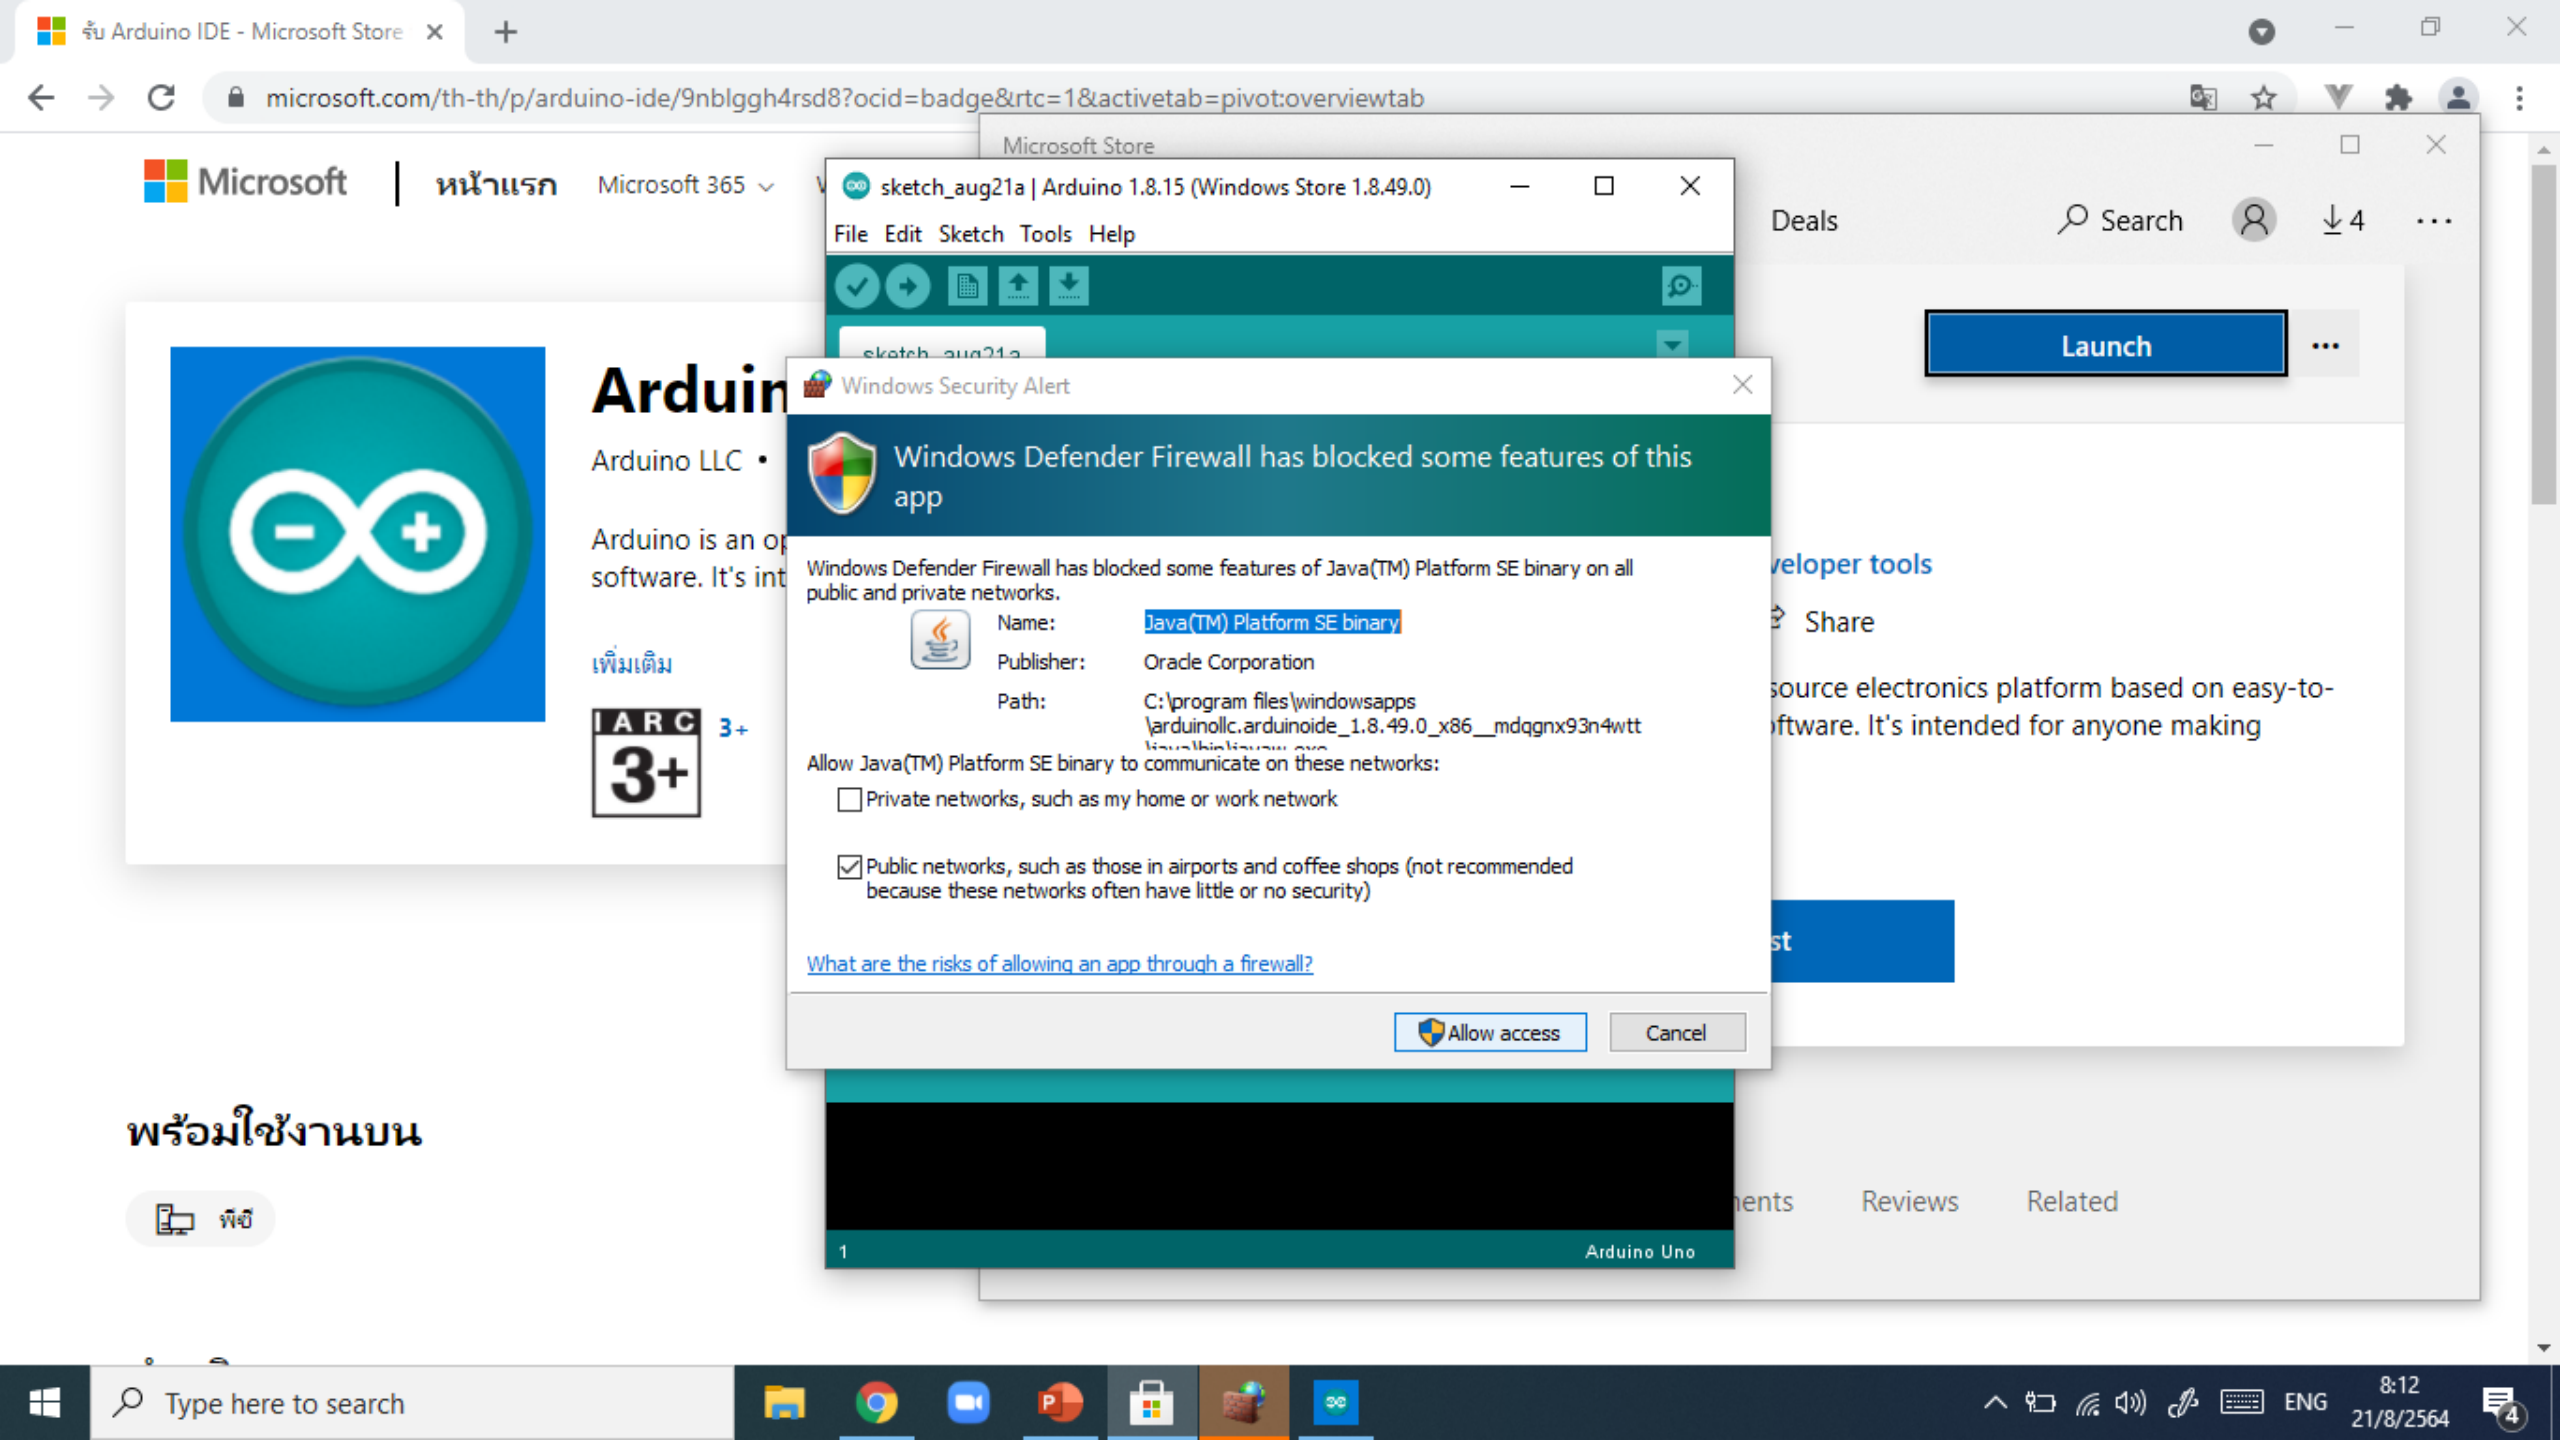 รับ Arduino IDE - Microsoft Store
microsoft.com/th-th/p/arduino-ide/9nblggh4rsd8?ocid=badge&rtc=1&activetab=pivot:overviewtab
Microsoft
หน้าแรก
Microsoft 365
Microsoft Store
Deals
Search
4
Launch
sketch_aug21a | Arduino 1.8.15 (Windows Store 1.8.49.0)
File Edit Sketch Tools Help
sketch_aug21a
Arduin
Arduino LLC •
Arduino is an op
software. It's int
เพิ่มเติม
IARC
3+
3+
Windows Security Alert
Windows Defender Firewall has blocked some features of this
app
Windows Defender Firewall has blocked some features of Java(TM) Platform SE binary on all
public and private networks.
Name: Java(TM) Platform SE binary
Publisher: Oracle Corporation
Path: C:\program files\windowsapps
\arduinollc.arduinoide_1.8.49.0_x86__mdqgnx93n4wtt
\java\bin\javaw.exe
Allow Java(TM) Platform SE binary to communicate on these networks:
Private networks, such as my home or work network
Public networks, such as those in airports and coffee shops (not recommended
because these networks often have little or no security)
What are the risks of allowing an app through a firewall?
Allow access
Cancel
veloper tools
Share
source electronics platform based on easy-to-
oftware. It's intended for anyone making
st
พร้อมใช้งานบน
พีซี
1
Arduino Uno
nents
Reviews
Related
Type here to search
ENG
8:12
21/8/2564
4